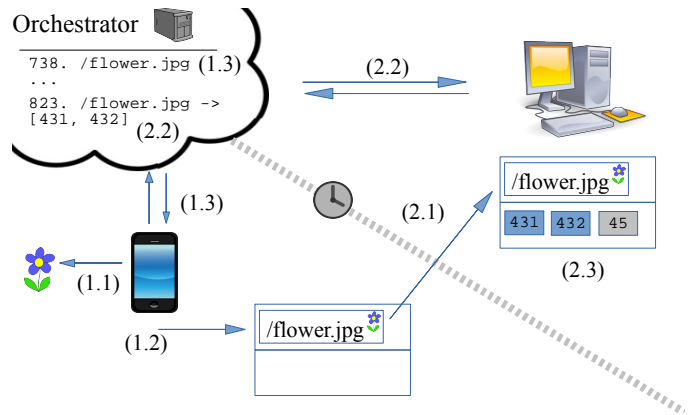 Orchestrator
738. /flower.jpg (1.3)
...
823. /flower.jpg ->
[431, 432] (2.2)
(2.2)
(1.3)
(2.1)
/flower.jpg
431 432 45
(2.3)
(1.1)
(1.2)
/flower.jpg